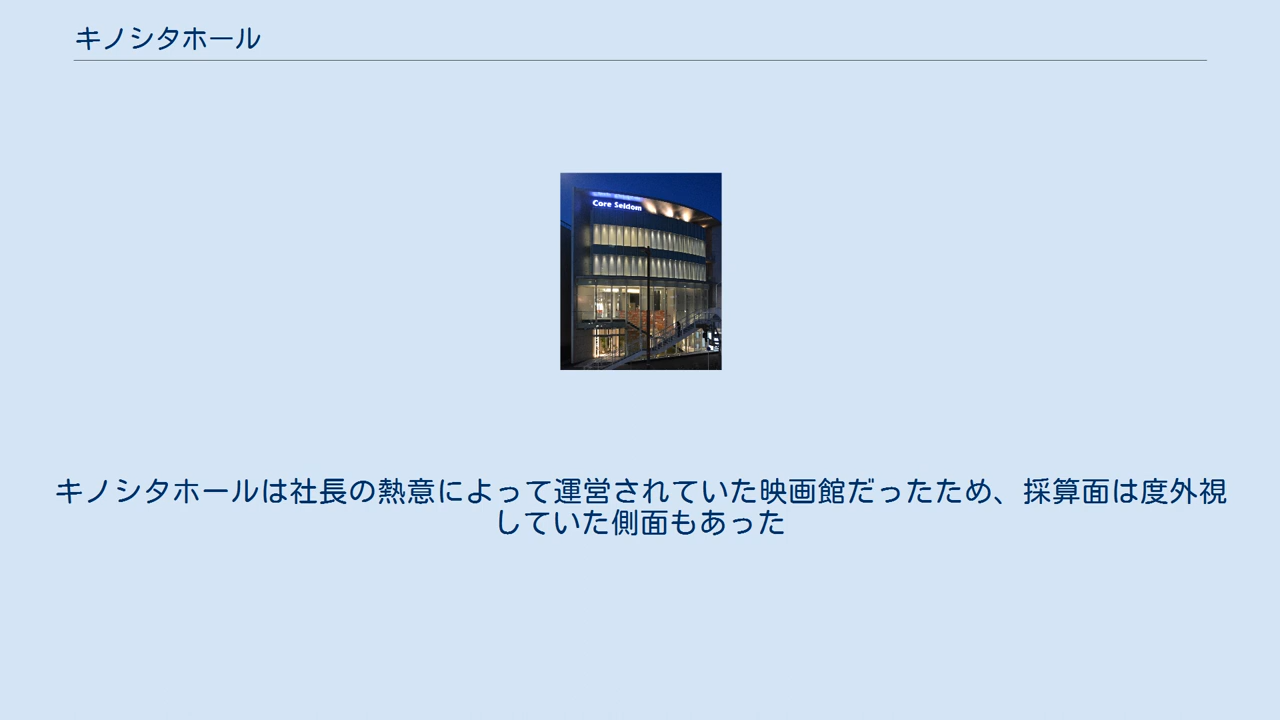 キノシタホール
Core Seldom
キノシタホールは社長の熱意によって運営されていた映画館だったため、採算面は度外視
していた側面もあった